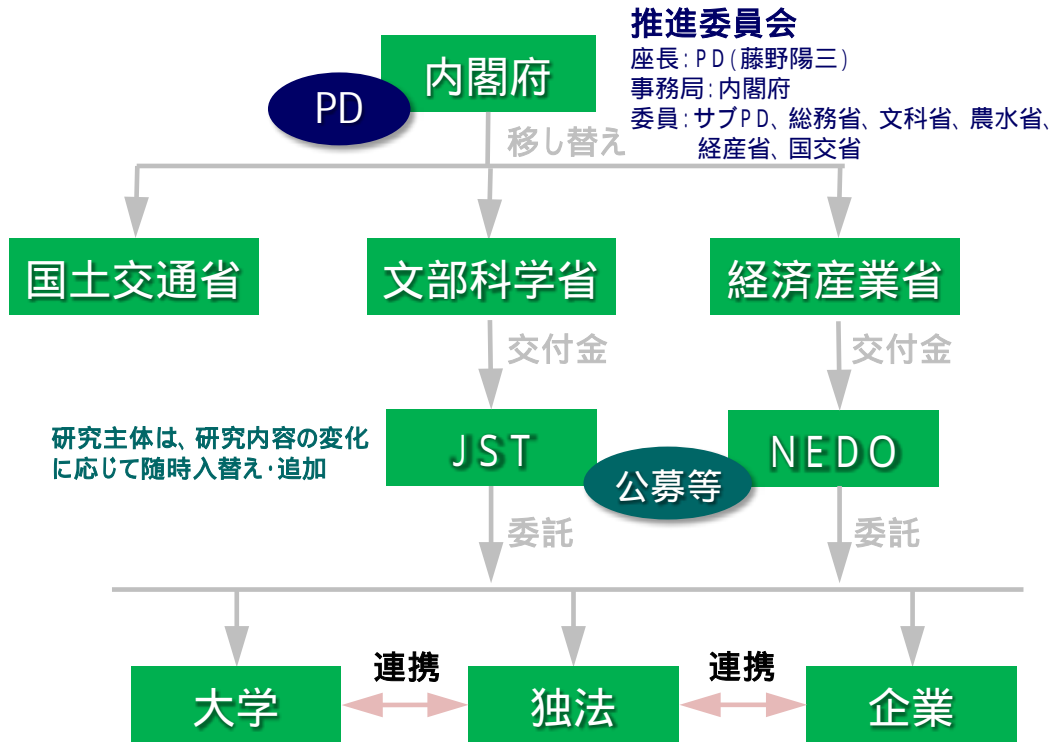 推進委員会
座長:PD(藤野陽三)
事務局:内閣府
委員:サブPD、総務省、文科省、農水省、
経産省、国交省
内閣府
PD
移し替え
国土交通省
文部科学省
経済産業省
交付金
交付金
研究主体は、研究内容の変化
に応じて随時入替え・追加
JST
NEDO
公募等
委託
委託
連携
連携
大学
独法
企業